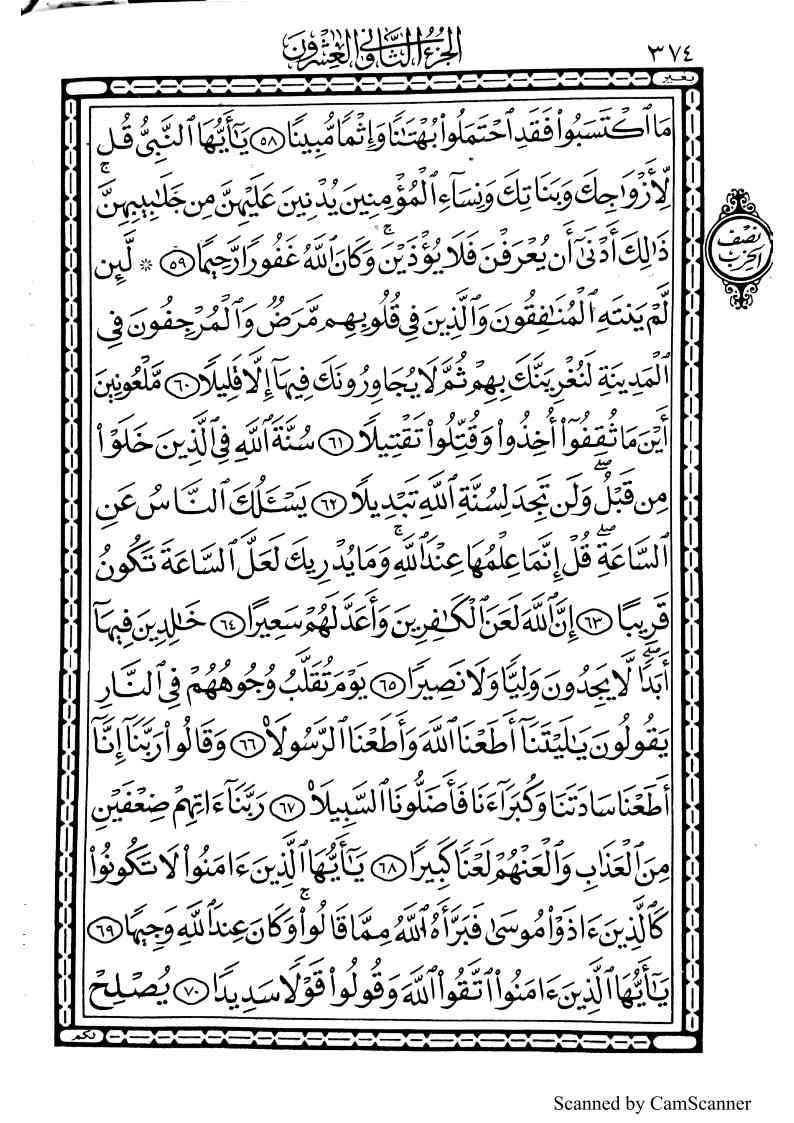 الجزء الثاني والعشرون
٣٧٤
تعبير
مَا ٱكْتَسَبُوا۟ فَقَدِ ٱحْتَمَلُوا۟ بُهْتَـٰنًا وَإِثْمًا مُّبِينًا ٥٨ يَـٰٓأَيُّهَا ٱلنَّبِىُّ قُل
لِّأَزْوَٰجِكَ وَبَنَاتِكَ وَنِسَآءِ ٱلْمُؤْمِنِينَ يُدْنِينَ عَلَيْهِنَّ مِن جَلَـٰبِيبِهِنَّ ۚ
ذَٰلِكَ أَدْنَىٰٓ أَن يُعْرَفْنَ فَلَا يُؤْذَيْنَ ۗ وَكَانَ ٱللَّهُ غَفُورًا رَّحِيمًا ٥٩ * لَّئِن
نصف الحزب
لَّمْ يَنتَهِ ٱلْمُنَـٰفِقُونَ وَٱلَّذِينَ فِى قُلُوبِهِم مَّرَضٌ وَٱلْمُرْجِفُونَ فِى
ٱلْمَدِينَةِ لَنُغْرِيَنَّكَ بِهِمْ ثُمَّ لَا يُجَاوِرُونَكَ فِيهَآ إِلَّا قَلِيلًا ٦٠ مَّلْعُونِينَ
أَيْنَمَا ثُقِفُوٓا۟ أُخِذُوا۟ وَقُتِّلُوا۟ تَقْتِيلًا ٦١ سُنَّةَ ٱللَّهِ فِى ٱلَّذِينَ خَلَوْا۟
مِن قَبْلُ ۖ وَلَن تَجِدَ لِسُنَّةِ ٱللَّهِ تَبْدِيلًا ٦٢ يَسْـَٔلُكَ ٱلنَّاسُ عَنِ
ٱلسَّاعَةِ ۖ قُلْ إِنَّمَا عِلْمُهَا عِندَ ٱللَّهِ ۚ وَمَا يُدْرِيكَ لَعَلَّ ٱلسَّاعَةَ تَكُونُ
قَرِيبًا ٦٣ إِنَّ ٱللَّهَ لَعَنَ ٱلْكَـٰفِرِينَ وَأَعَدَّ لَهُمْ سَعِيرًا ٦٤ خَـٰلِدِينَ فِيهَآ
أَبَدًا ۖ لَّا يَجِدُونَ وَلِيًّا وَلَا نَصِيرًا ٦٥ يَوْمَ تُقَلَّبُ وُجُوهُهُمْ فِى ٱلنَّارِ
يَقُولُونَ يَـٰلَيْتَنَآ أَطَعْنَا ٱللَّهَ وَأَطَعْنَا ٱلرَّسُولَا۠ ٦٦ وَقَالُوا۟ رَبَّنَآ إِنَّآ
أَطَعْنَا سَادَتَنَا وَكُبَرَآءَنَا فَأَضَلُّونَا ٱلسَّبِيلَا۠ ٦٧ رَبَّنَآ ءَاتِهِمْ ضِعْفَيْنِ
مِنَ ٱلْعَذَابِ وَٱلْعَنْهُمْ لَعْنًا كَبِيرًا ٦٨ يَـٰٓأَيُّهَا ٱلَّذِينَ ءَامَنُوا۟ لَا تَكُونُوا۟
كَٱلَّذِينَ ءَاذَوْا۟ مُوسَىٰ فَبَرَّأَهُ ٱللَّهُ مِمَّا قَالُوا۟ ۚ وَكَانَ عِندَ ٱللَّهِ وَجِيهًا ٦٩
يَـٰٓأَيُّهَا ٱلَّذِينَ ءَامَنُوا۟ ٱتَّقُوا۟ ٱللَّهَ وَقُولُوا۟ قَوْلًا سَدِيدًا ٧٠ يُصْلِحْ
لكم
Scanned by CamScanner